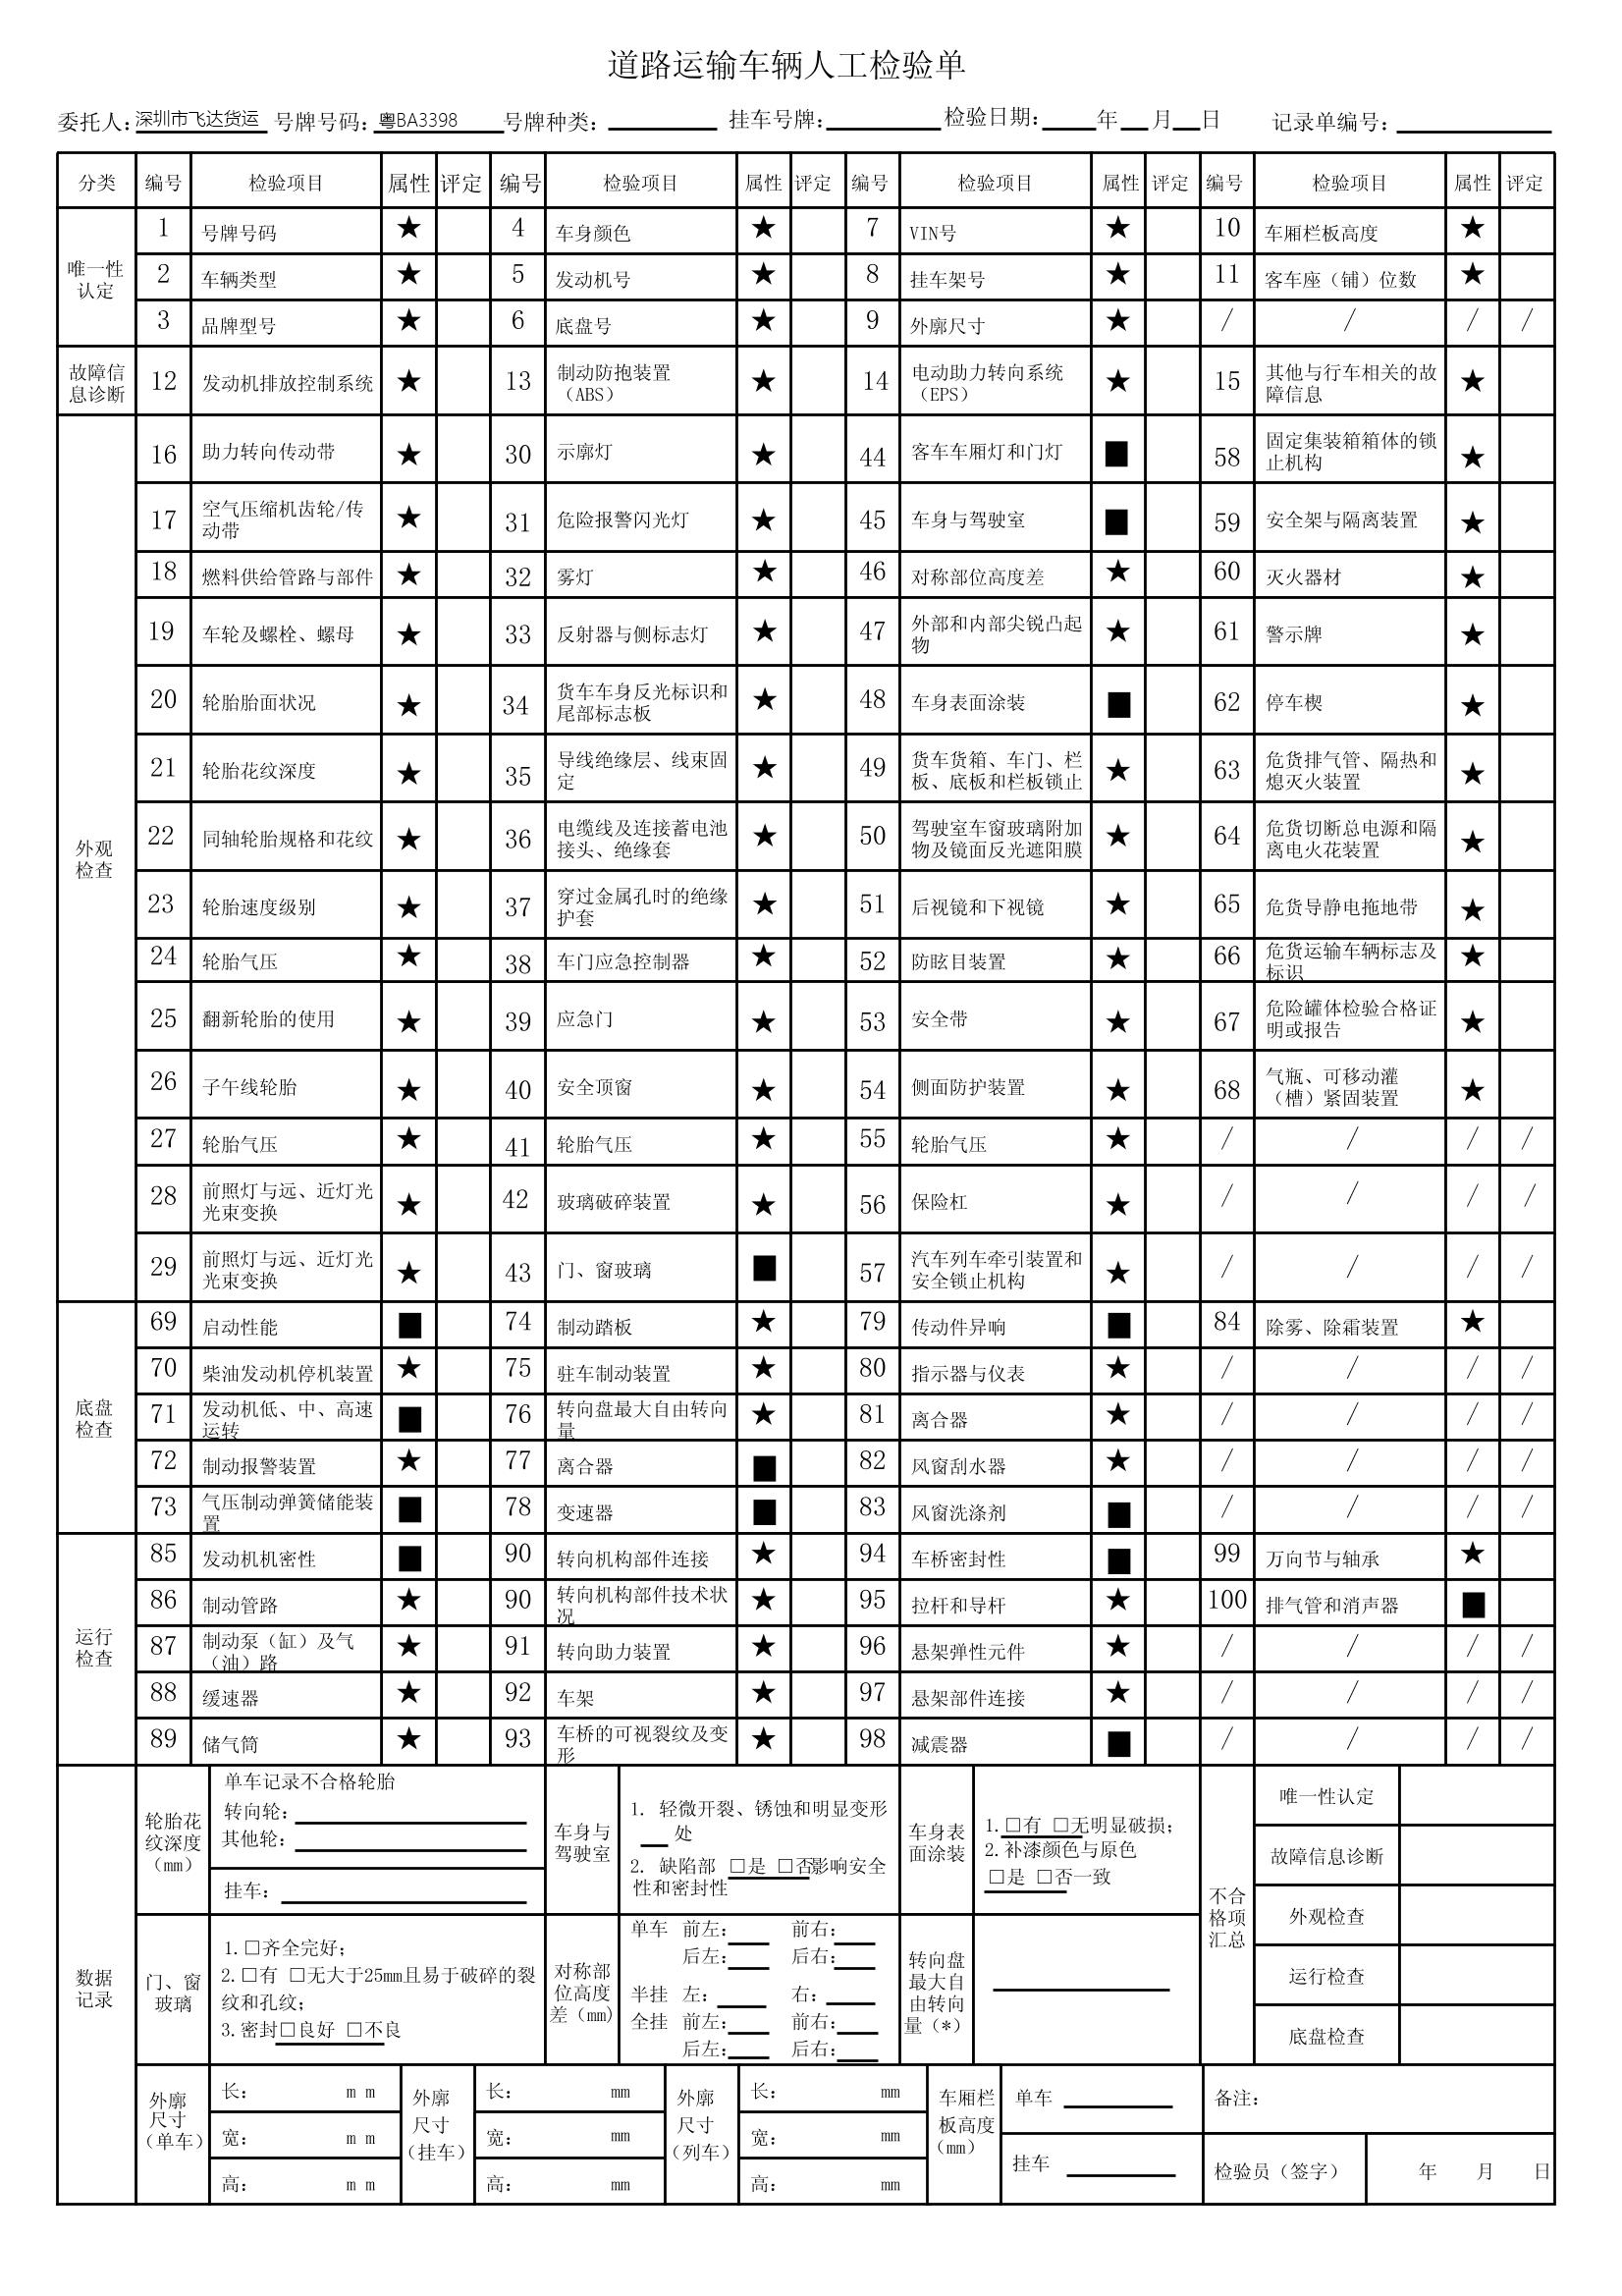 道路运输车辆人工检验单
委托人：深圳市飞达货运 号牌号码：粤BA3398 号牌种类： 挂车号牌： 检验日期： 年 月 日 记录单编号：
分类 编号 检验项目 属性 评定 编号 检验项目 属性 评定 编号 检验项目 属性 评定 编号 检验项目 属性 评定
唯一性
认定
1 号牌号码 ★ 4 车身颜色 ★ 7 VIN号 ★ 10 车厢栏板高度 ★
2 车辆类型 ★ 5 发动机号 ★ 8 挂车架号 ★ 11 客车座（铺）位数 ★
3 品牌型号 ★ 6 底盘号 ★ 9 外廓尺寸 ★ / / / /
故障信
息诊断
12 发动机排放控制系统 ★ 13 制动防抱装置（ABS） ★ 14 电动助力转向系统（EPS） ★ 15 其他与行车相关的故障信息 ★
外观
检查
16 助力转向传动带 ★ 30 示廓灯 ★ 44 客车车厢灯和门灯 ■ 58 固定集装箱箱体的锁止机构 ★
17 空气压缩机齿轮/传动带 ★ 31 危险报警闪光灯 ★ 45 车身与驾驶室 ■ 59 安全架与隔离装置 ★
18 燃料供给管路与部件 ★ 32 雾灯 ★ 46 对称部位高度差 ★ 60 灭火器材 ★
19 车轮及螺栓、螺母 ★ 33 反射器与侧标志灯 ★ 47 外部和内部尖锐凸起物 ★ 61 警示牌 ★
20 轮胎胎面状况 ★ 34 货车车身反光标识和尾部标志板 ★ 48 车身表面涂装 ■ 62 停车楔 ★
21 轮胎花纹深度 ★ 35 导线绝缘层、线束固定 ★ 49 货车货箱、车门、栏板、底板和栏板锁止 ★ 63 危货排气管、隔热和熄灭火装置 ★
22 同轴轮胎规格和花纹 ★ 36 电缆线及连接蓄电池接头、绝缘套 ★ 50 驾驶室车窗玻璃附加物及镜面反光遮阳膜 ★ 64 危货切断总电源和隔离电火花装置 ★
23 轮胎速度级别 ★ 37 穿过金属孔时的绝缘护套 ★ 51 后视镜和下视镜 ★ 65 危货导静电拖地带 ★
24 轮胎气压 ★ 38 车门应急控制器 ★ 52 防眩目装置 ★ 66 危货运输车辆标志及标识 ★
25 翻新轮胎的使用 ★ 39 应急门 ★ 53 安全带 ★ 67 危险罐体检验合格证明或报告 ★
26 子午线轮胎 ★ 40 安全顶窗 ★ 54 侧面防护装置 ★ 68 气瓶、可移动灌（槽）紧固装置 ★
27 轮胎气压 ★ 41 轮胎气压 ★ 55 轮胎气压 ★ / / / /
28 前照灯与远、近灯光光束变换 ★ 42 玻璃破碎装置 ★ 56 保险杠 ★ / / / /
29 前照灯与远、近灯光光束变换 ★ 43 门、窗玻璃 ■ 57 汽车列车牵引装置和安全锁止机构 ★ / / / /
底盘
检查
69 启动性能 ■ 74 制动踏板 ★ 79 传动件异响 ■ 84 除雾、除霜装置 ★
70 柴油发动机停机装置 ★ 75 驻车制动装置 ★ 80 指示器与仪表 ★ / / / /
71 发动机低、中、高速运转 ■ 76 转向盘最大自由转向量 ★ 81 离合器 ★ / / / /
72 制动报警装置 ★ 77 离合器 ■ 82 风窗刮水器 ★ / / / /
73 气压制动弹簧储能装置 ■ 78 变速器 ■ 83 风窗洗涤剂 ■ / / / /
运行
检查
85 发动机机密性 ■ 90 转向机构部件连接 ★ 94 车桥密封性 ■ 99 万向节与轴承 ★
86 制动管路 ★ 90 转向机构部件技术状况 ★ 95 拉杆和导杆 ★ 100 排气管和消声器 ■
87 制动泵（缸）及气（油）路 ★ 91 转向助力装置 ★ 96 悬架弹性元件 ★ / / / /
88 缓速器 ★ 92 车架 ★ 97 悬架部件连接 ★ / / / /
89 储气筒 ★ 93 车桥的可视裂纹及变形 ★ 98 减震器 ■ / / / /
数据
记录
轮胎花
纹深度
（mm）
单车记录不合格轮胎
转向轮：
其他轮：
挂车：
车身与
驾驶室
1. 轻微开裂、锈蚀和明显变形
处
2. 缺陷部 □是 □否影响安全
性和密封性
车身表
面涂装
1.□有 □无明显破损；
2.补漆颜色与原色
□是 □否一致
不合
格项
汇总
唯一性认定
故障信息诊断
外观检查
运行检查
底盘检查
门、窗
玻璃
1.□齐全完好；
2.□有 □无大于25mm且易于破碎的裂
纹和孔纹；
3.密封□良好 □不良
对称部
位高度
差（mm）
单车 前左： 前右：
后左： 后右：
半挂 左： 右：
全挂 前左： 前右：
后左： 后右：
转向盘
最大自
由转向
量（*）
外廓
尺寸
（单车）
长： m m
宽： m m
高： m m
外廓
尺寸
（挂车）
长： mm
宽： mm
高： mm
外廓
尺寸
（列车）
长： mm
宽： mm
高： mm
车厢栏
板高度
（mm）
单车
挂车
备注：
检验员（签字） 年 月 日